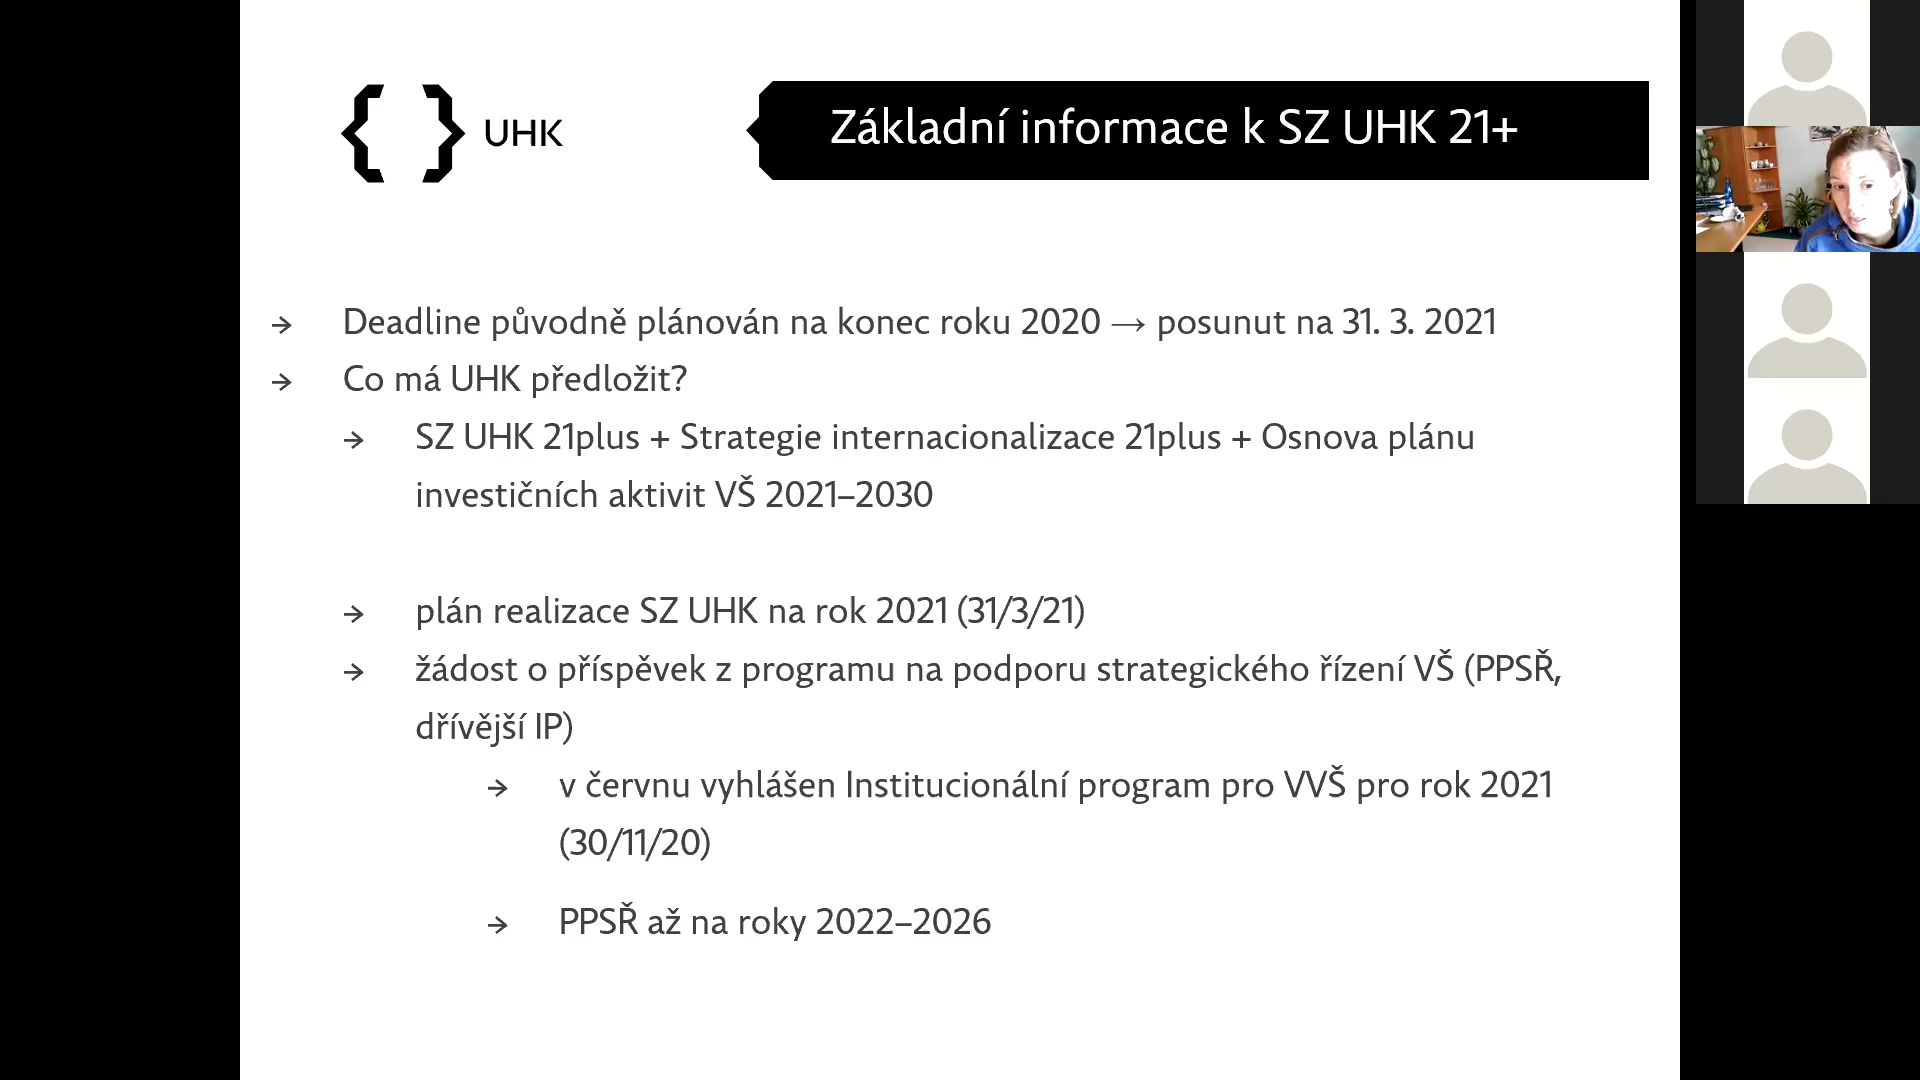 UHK
Základní informace k SZ UHK 21+
→ Deadline původně plánován na konec roku 2020 → posunut na 31. 3. 2021
→ Co má UHK předložit?
→ SZ UHK 21plus + Strategie internacionalizace 21plus + Osnova plánu
investičních aktivit VŠ 2021–2030
→ plán realizace SZ UHK na rok 2021 (31/3/21)
→ žádost o příspěvek z programu na podporu strategického řízení VŠ (PPSŘ,
dřívější IP)
→ v červnu vyhlášen Institucionální program pro VVŠ pro rok 2021
(30/11/20)
→ PPSŘ až na roky 2022–2026